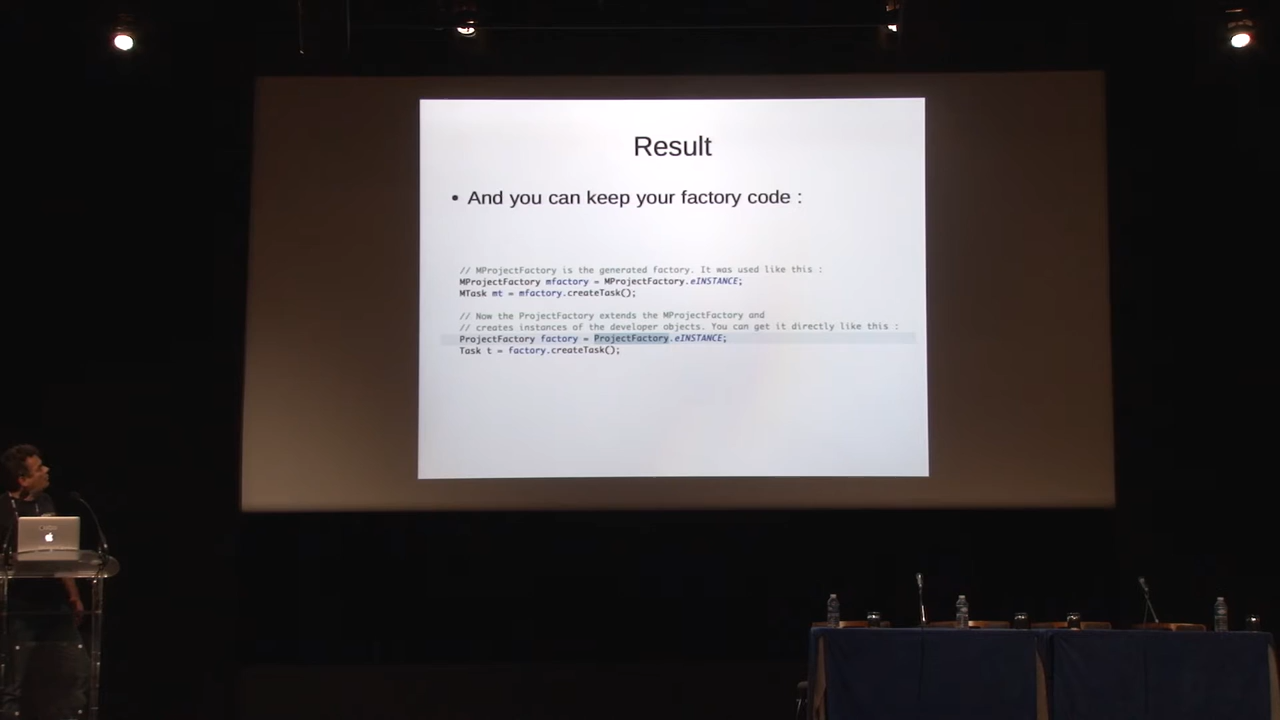 Result
• And you can keep your factory code :
// MProjectFactory is the generated factory. It was used like this :
MProjectFactory mfactory = MProjectFactory.eINSTANCE;
MTask mt = mfactory.createTask();
// Now the ProjectFactory extends the MProjectFactory and
// creates instances of the developer objects. You can get it directly like this :
ProjectFactory factory = ProjectFactory.eINSTANCE;
Task t = factory.createTask();